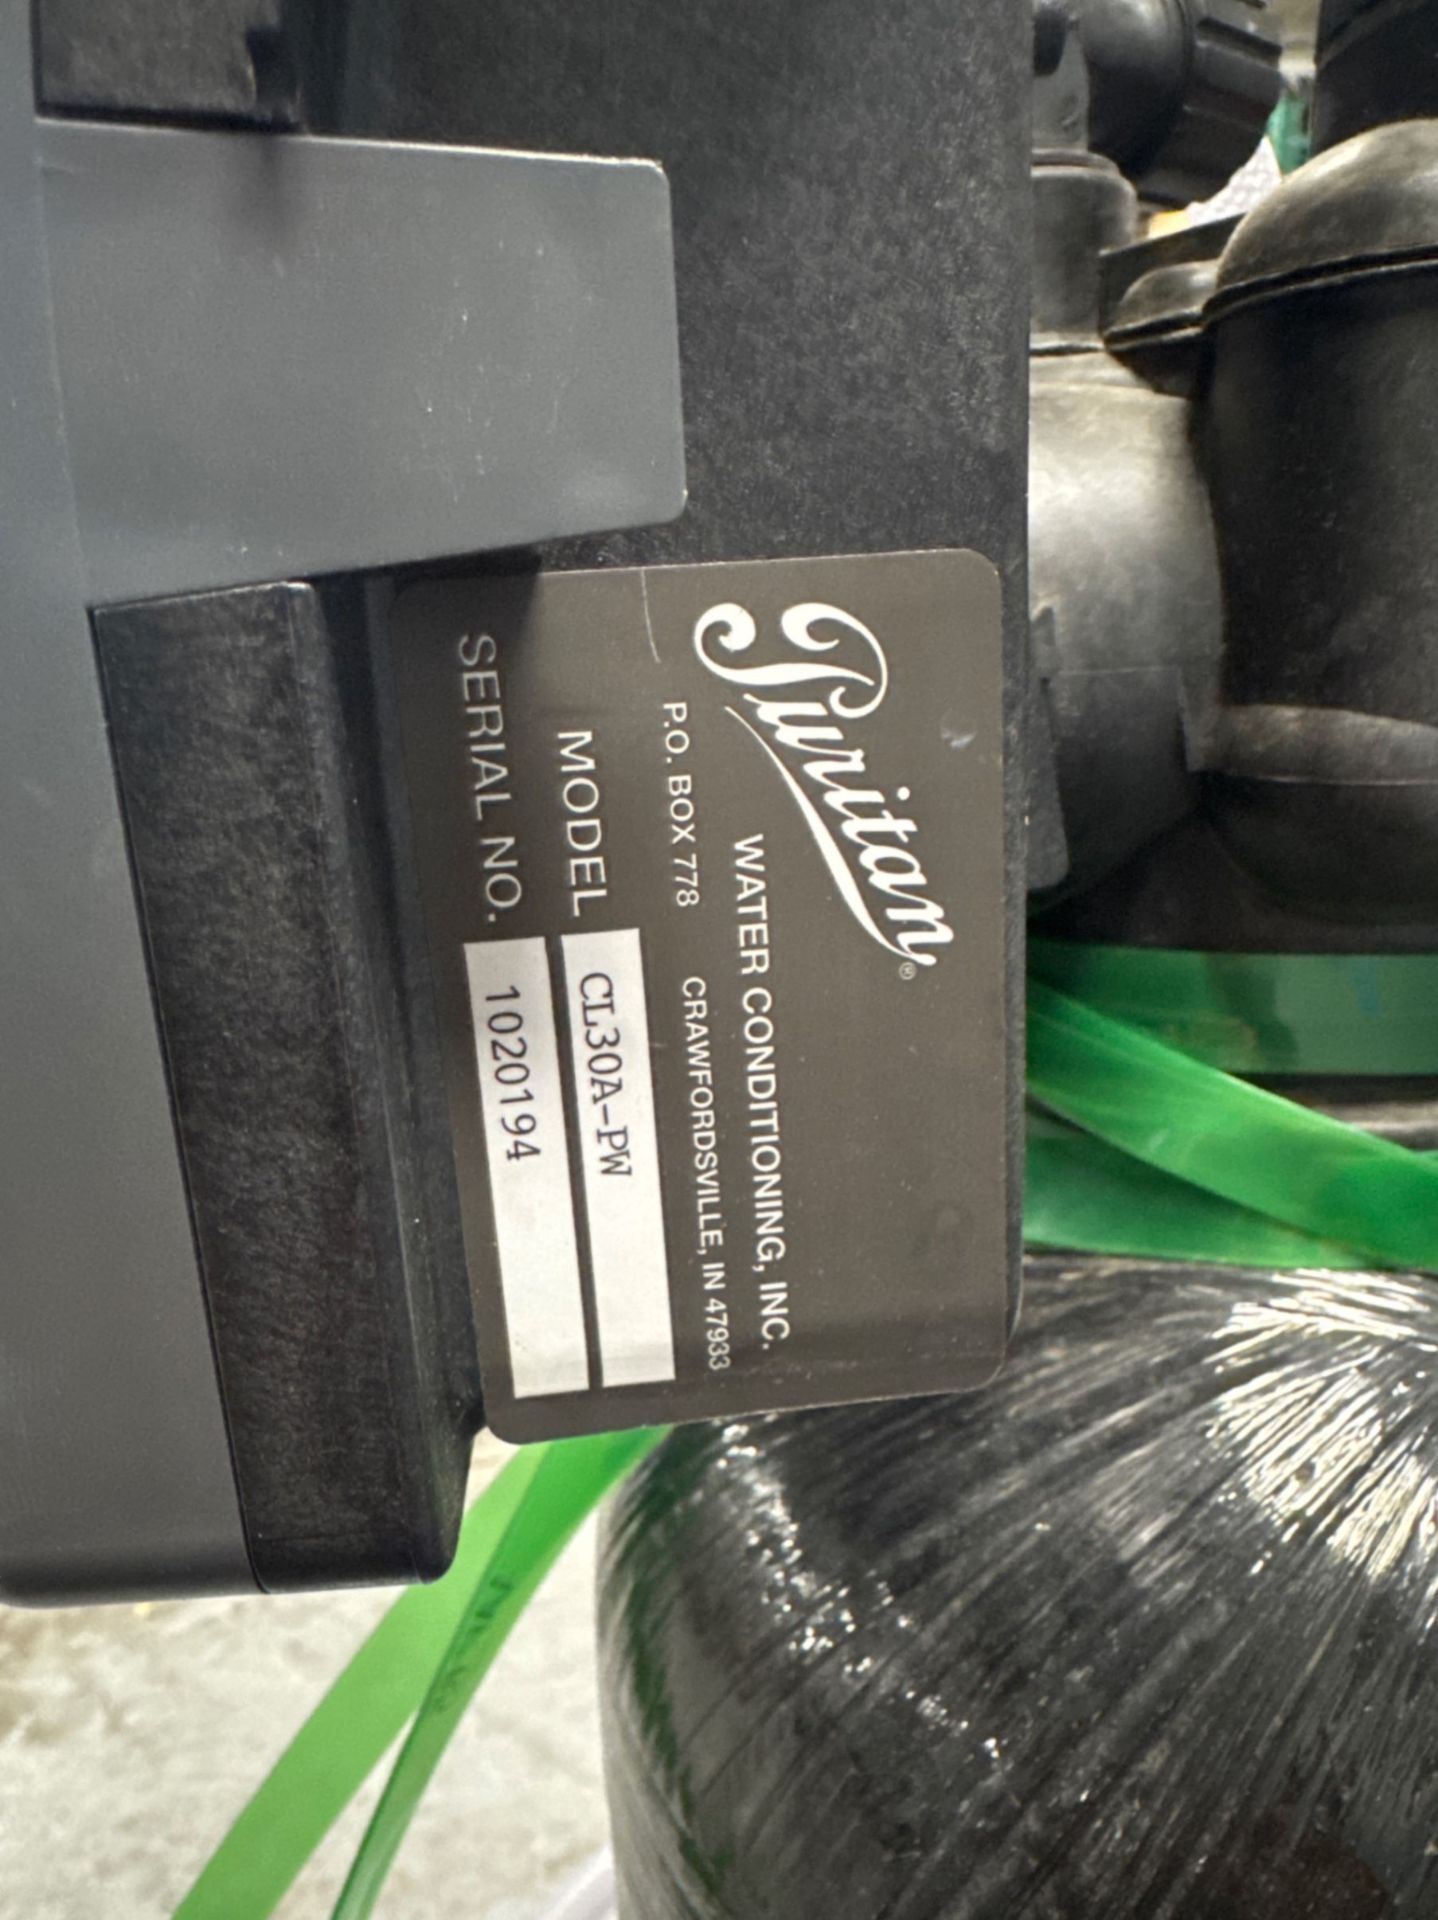 Puritan®
WATER CONDITIONING, INC.
P.O. BOX 778 CRAWFORDSVILLE, IN 47933
MODEL CL30A-PW
SERIAL NO. 1020194